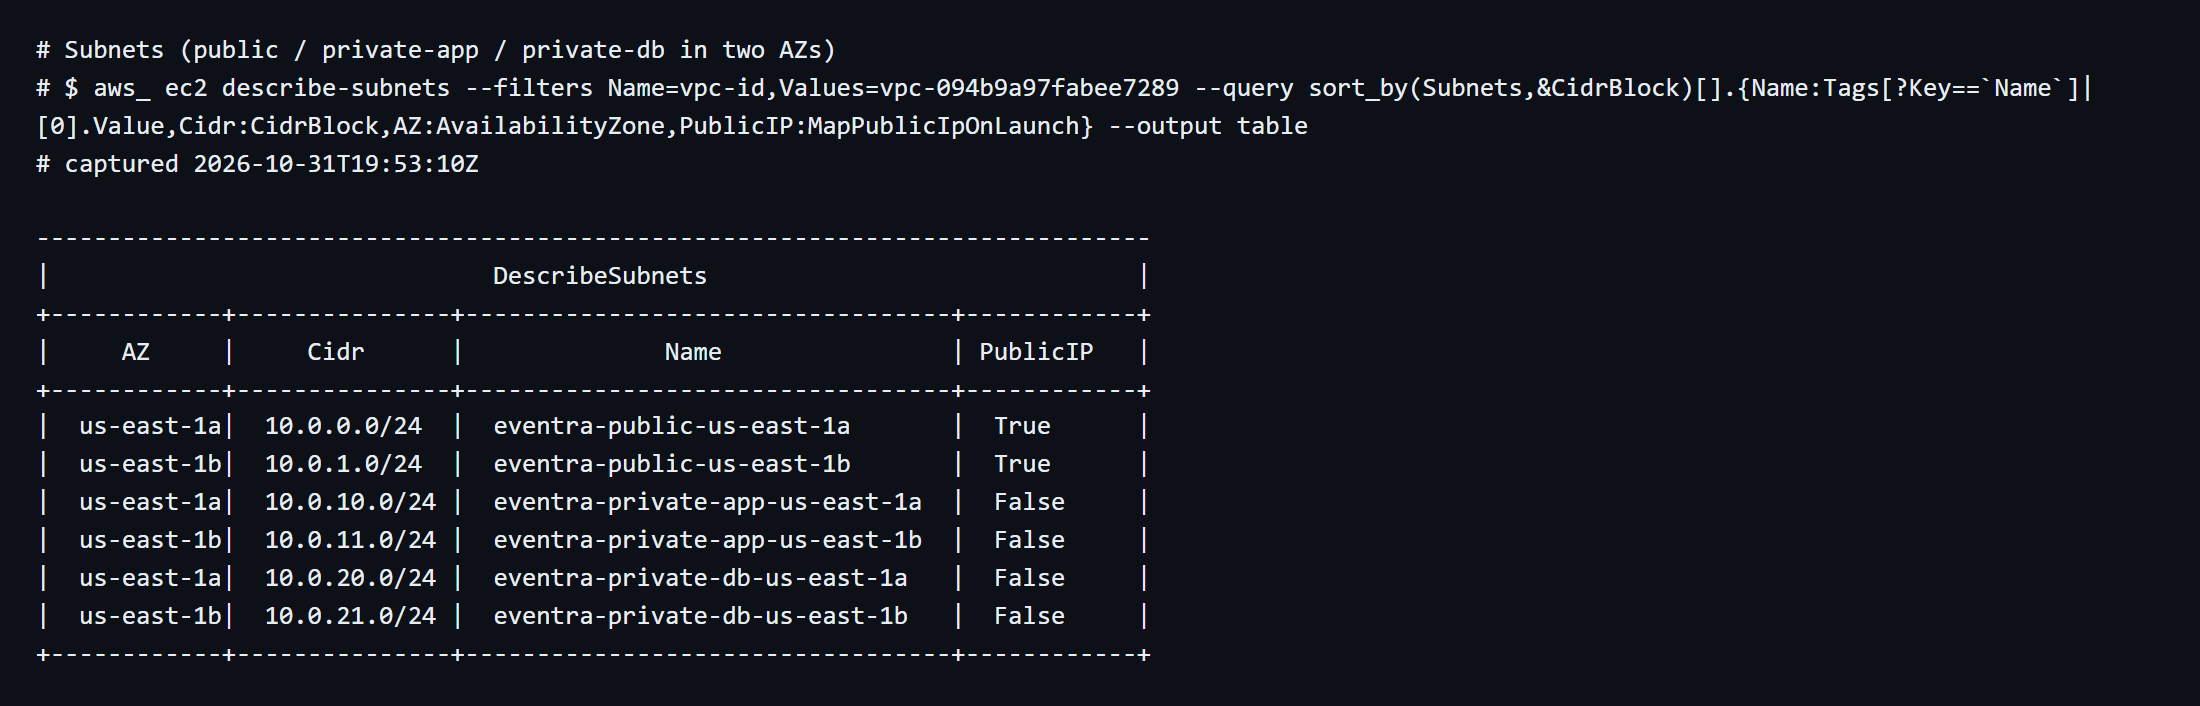 # Subnets (public / private-app / private-db in two AZs)
# $ aws_ ec2 describe-subnets --filters Name=vpc-id,Values=vpc-094b9a97fabee7289 --query sort_by(Subnets,&CidrBlock)[].{Name:Tags[?Key==`Name`]|
[0].Value,Cidr:CidrBlock,AZ:AvailabilityZone,PublicIP:MapPublicIpOnLaunch} --output table
# captured 2026-10-31T19:53:10Z

------------------------------------------------------------------------------
|                               DescribeSubnets                              |
+------------+---------------+----------------------------------+------------+
|     AZ     |     Cidr      |              Name                | PublicIP   |
+------------+---------------+----------------------------------+------------+
|  us-east-1a|  10.0.0.0/24  |  eventra-public-us-east-1a       |  True      |
|  us-east-1b|  10.0.1.0/24  |  eventra-public-us-east-1b       |  True      |
|  us-east-1a|  10.0.10.0/24 |  eventra-private-app-us-east-1a  |  False     |
|  us-east-1b|  10.0.11.0/24 |  eventra-private-app-us-east-1b  |  False     |
|  us-east-1a|  10.0.20.0/24 |  eventra-private-db-us-east-1a   |  False     |
|  us-east-1b|  10.0.21.0/24 |  eventra-private-db-us-east-1b   |  False     |
+------------+---------------+----------------------------------+------------+